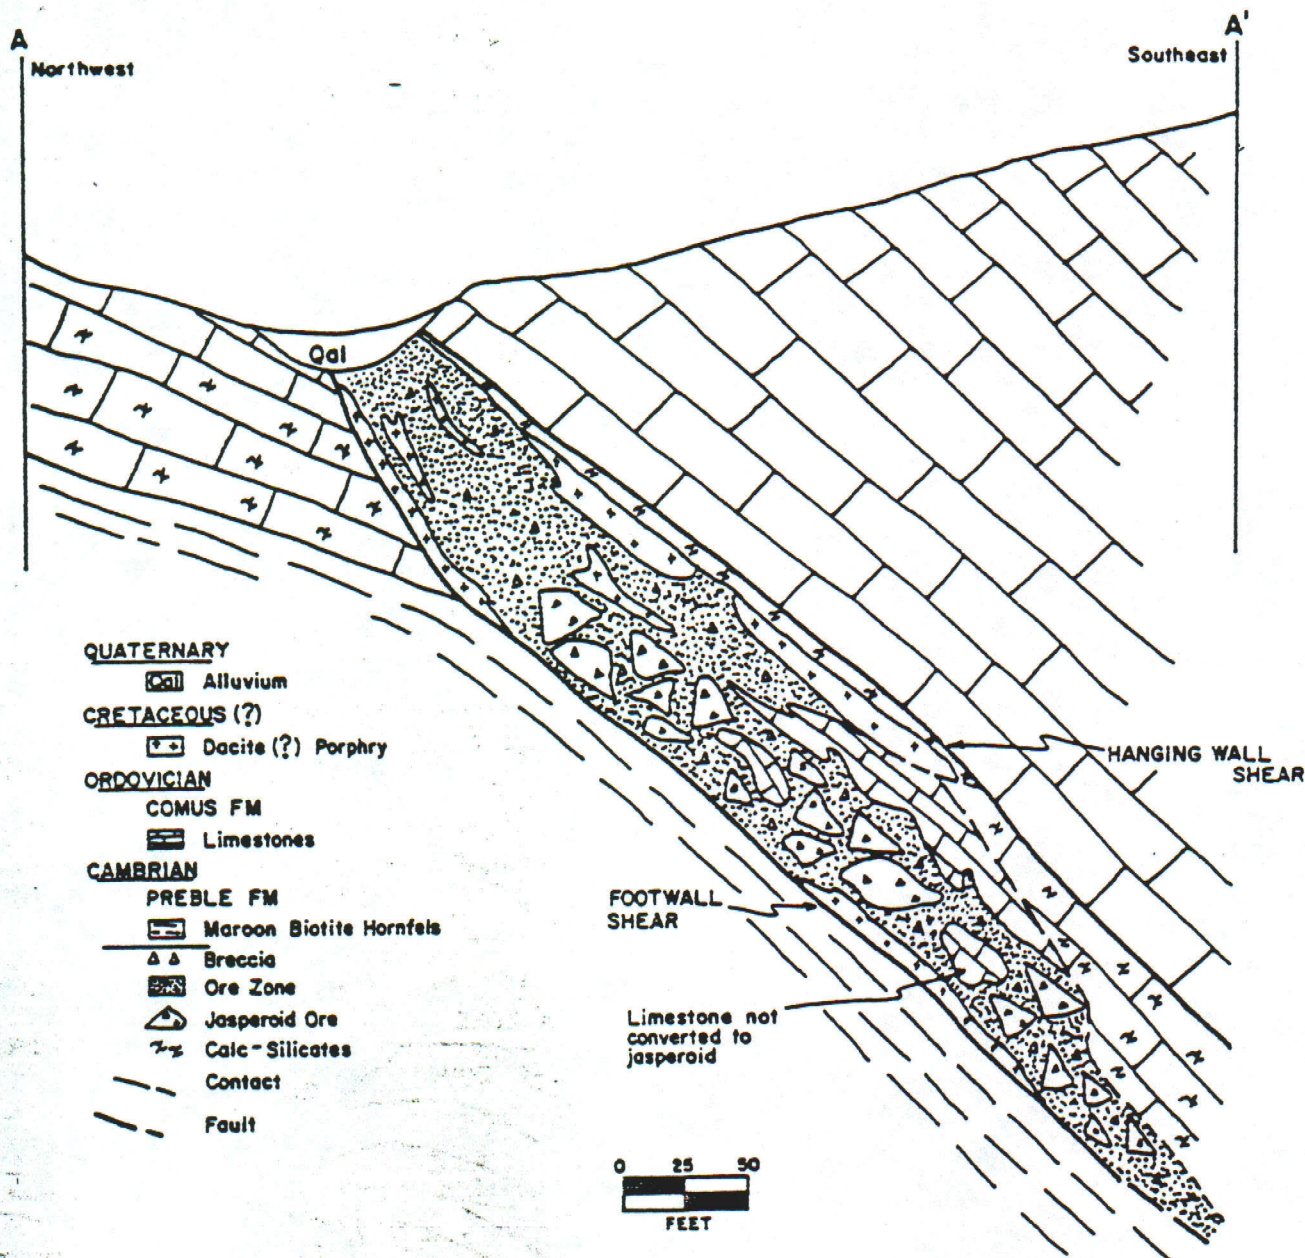 A
A'
Northwest
Southeast
Qal
QUATERNARY
Qal Alluvium
CRETACEOUS (?)
Dacite (?) Porphry
ORDOVICIAN
COMUS FM
Limestones
CAMBRIAN
PREBLE FM
Maroon Biotite Hornfels
Breccia
Ore Zone
Jasperoid Ore
Calc-Silicates
Contact
Fault
HANGING WALL
SHEAR
FOOTWALL
SHEAR
Limestone not
converted to
jasperoid
0 25 50
FEET